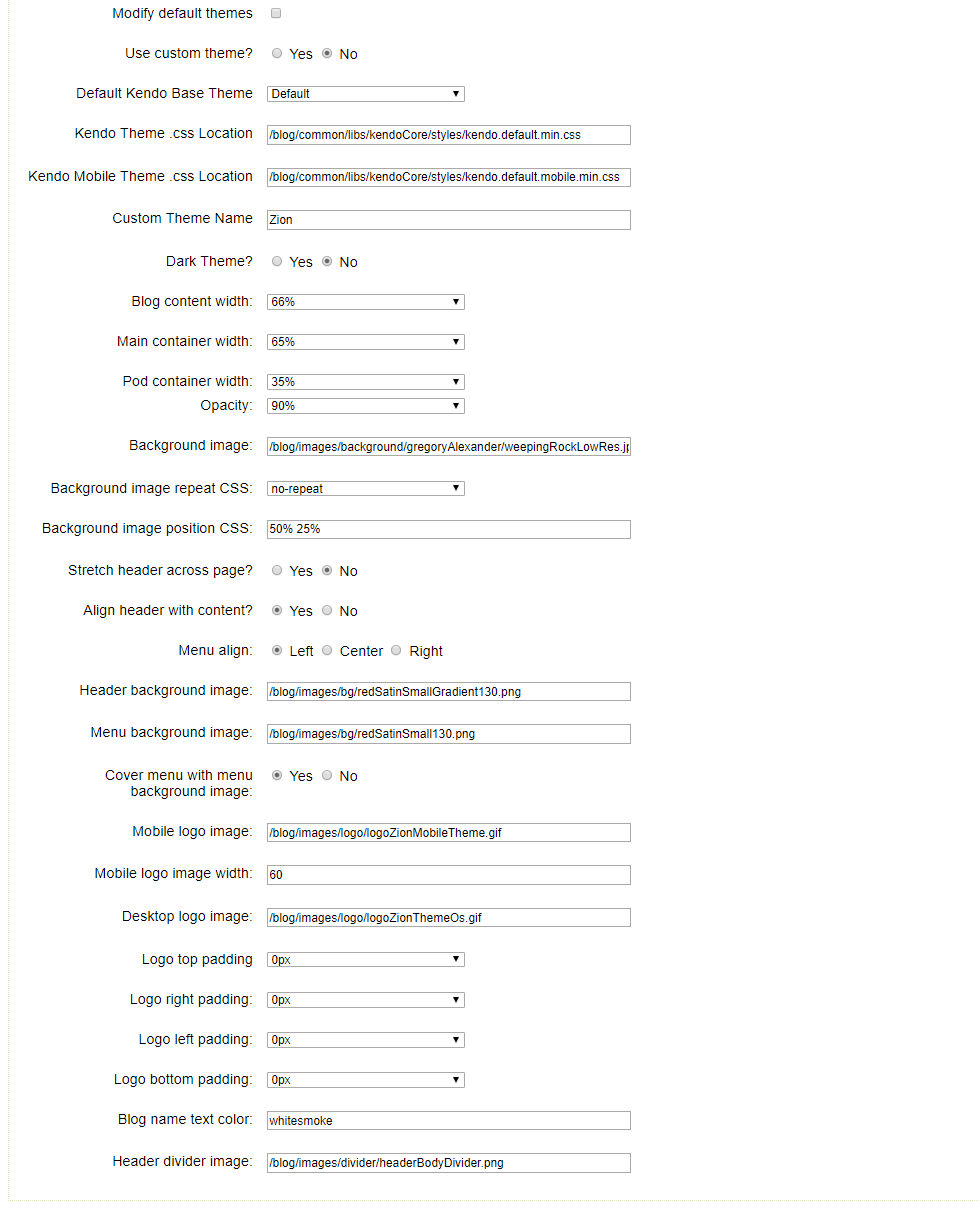 Modify default themes
Use custom theme? Yes No
Default Kendo Base Theme Default
Kendo Theme .css Location /blog/common/libs/kendoCore/styles/kendo.default.min.css
Kendo Mobile Theme .css Location /blog/common/libs/kendoCore/styles/kendo.default.mobile.min.css
Custom Theme Name Zion
Dark Theme? Yes No
Blog content width: 66%
Main container width: 65%
Pod container width: 35%
Opacity: 90%
Background image: /blog/images/background/gregoryAlexander/weepingRockLowRes.jp
Background image repeat CSS: no-repeat
Background image position CSS: 50% 25%
Stretch header across page? Yes No
Align header with content? Yes No
Menu align: Left Center Right
Header background image: /blog/images/bg/redSatinSmallGradient130.png
Menu background image: /blog/images/bg/redSatinSmall130.png
Cover menu with menu Yes No
background image:
Mobile logo image: /blog/images/logo/logoZionMobileTheme.gif
Mobile logo image width: 60
Desktop logo image: /blog/images/logo/logoZionThemeOs.gif
Logo top padding 0px
Logo right padding: 0px
Logo left padding: 0px
Logo bottom padding: 0px
Blog name text color: whitesmoke
Header divider image: /blog/images/divider/headerBodyDivider.png